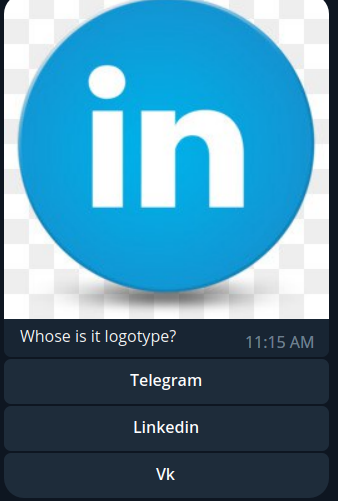 in
Whose is it logotype?
11:15 AM
Telegram
Linkedin
Vk